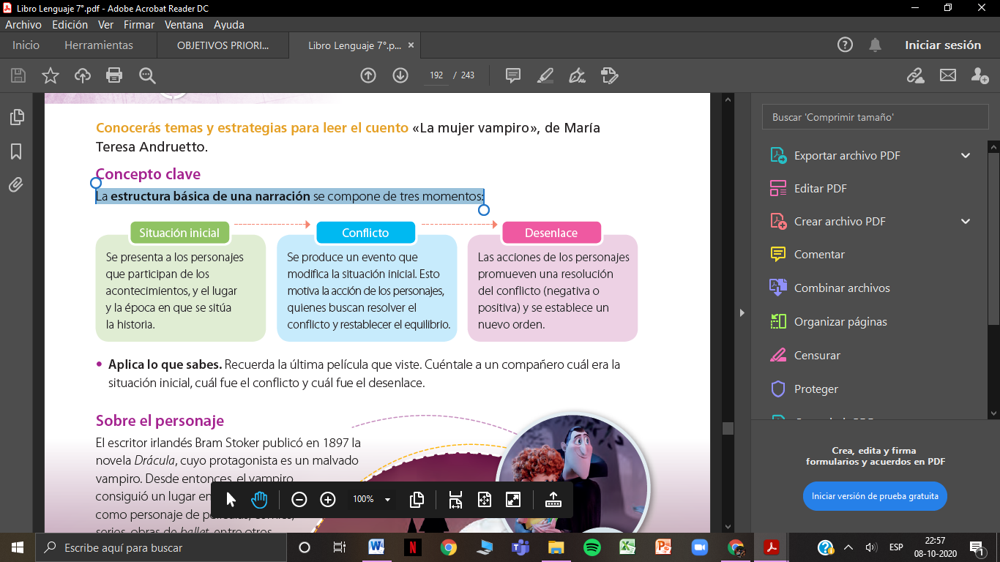 Libro Lenguaje 7°.pdf - Adobe Acrobat Reader DC
Archivo Edición Ver Firmar Ventana Ayuda
Inicio Herramientas OBJETIVOS PRIORI... Libro Lenguaje 7°.p... × Iniciar sesión
192 / 243
Conocerás temas y estrategias para leer el cuento «La mujer vampiro», de María
Teresa Andruetto.
Concepto clave
La estructura básica de una narración se compone de tres momentos:
Situación inicial
Se presenta a los personajes
que participan de los
acontecimientos, y el lugar
y la época en que se sitúa
la historia.
Conflicto
Se produce un evento que
modifica la situación inicial. Esto
motiva la acción de los personajes,
quienes buscan resolver el
conflicto y restablecer el equilibrio.
Desenlace
Las acciones de los personajes
promueven una resolución
del conflicto (negativa o
positiva) y se establece un
nuevo orden.
• Aplica lo que sabes. Recuerda la última película que viste. Cuéntale a un compañero cuál era la
situación inicial, cuál fue el conflicto y cuál fue el desenlace.
Sobre el personaje
El escritor irlandés Bram Stoker publicó en 1897 la
novela Drácula, cuyo protagonista es un malvado
vampiro. Desde entonces, el vampiro
consiguió un lugar en
como personaje de películas, cómics,
series, obras de ballet, entre otros
100%
Buscar 'Comprimir tamaño'
Exportar archivo PDF
Editar PDF
Crear archivo PDF
Comentar
Combinar archivos
Organizar páginas
Censurar
Proteger
Crea, edita y firma
formularios y acuerdos en PDF
Iniciar versión de prueba gratuita
Escribe aquí para buscar
ESP
22:57
08-10-2020
1